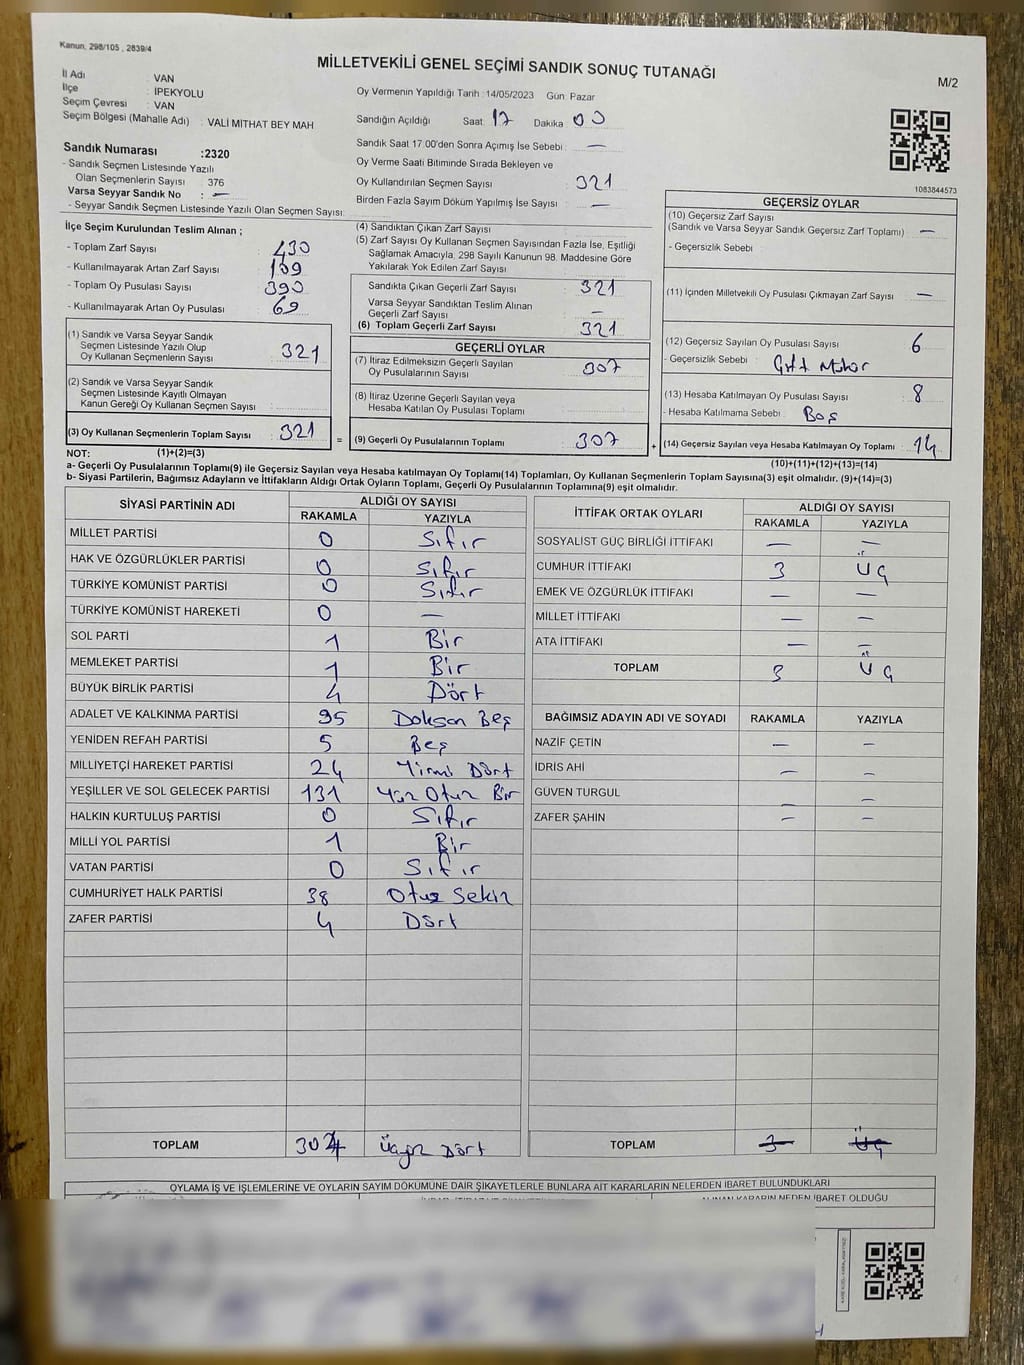 Kanun, 298/105 , 2839/4
MİLLETVEKİLİ GENEL SEÇİMİ SANDIK SONUÇ TUTANAĞI
M/2
İl Adı : VAN
İlçe : İPEKYOLU
Seçim Çevresi : VAN
Seçim Bölgesi (Mahalle Adı) : VALİ MİTHAT BEY MAH
Oy Vermenin Yapıldığı Tarih :14/05/2023 Gün: Pazar
Sandığın Açıldığı Saat: 17 Dakika 00
Sandık Saat 17.00'den Sonra Açımış İse Sebebi : —
Oy Verme Saati Bitiminde Sırada Bekleyen ve
Oy Kullandırılan Seçmen Sayısı : 321
Birden Fazla Sayım Döküm Yapılmış İse Sayısı : —
Sandık Numarası :2320
- Sandık Seçmen Listesinde Yazılı
Olan Seçmenlerin Sayısı : 376
Varsa Seyyar Sandık No : —
- Seyyar Sandık Seçmen Listesinde Yazılı Olan Seçmen Sayısı:
1083844573
İlçe Seçim Kurulundan Teslim Alınan ;
- Toplam Zarf Sayısı : 430
- Kullanılmayarak Artan Zarf Sayısı : 109
- Toplam Oy Pusulası Sayısı : 390
- Kullanılmayarak Artan Oy Pusulası : 69
(1) Sandık ve Varsa Seyyar Sandık
Seçmen Listesinde Yazılı Olup
Oy Kullanan Seçmenlerin Sayısı : 321
(2) Sandık ve Varsa Seyyar Sandık
Seçmen Listesinde Kayıtlı Olmayan
Kanun Gereği Oy Kullanan Seçmen Sayısı :
(3) Oy Kullanan Seçmenlerin Toplam Sayısı : 321
(4) Sandıktan Çıkan Zarf Sayısı :
(5) Zarf Sayısı Oy Kullanan Seçmen Sayısından Fazla İse, Eşitliği
Sağlamak Amacıyla, 298 Sayılı Kanunun 98. Maddesine Göre
Yakılarak Yok Edilen Zarf Sayısı :
Sandıkta Çıkan Geçerli Zarf Sayısı : 321
Varsa Seyyar Sandıktan Teslim Alınan
Geçerli Zarf Sayısı : —
(6) Toplam Geçerli Zarf Sayısı : 321
GEÇERLİ OYLAR
(7) İtiraz Edilmeksizin Geçerli Sayılan
Oy Pusulalarının Sayısı : 307
(8) İtiraz Üzerine Geçerli Sayılan veya
Hesaba Katılan Oy Pusulası Toplamı :
= (9) Geçerli Oy Pusulalarının Toplamı : 307
GEÇERSİZ OYLAR
(10) Geçersiz Zarf Sayısı
(Sandık ve Varsa Seyyar Sandık Geçersiz Zarf Toplamı) : —
- Geçersizlik Sebebi :
(11) İçinden Milletvekili Oy Pusulası Çıkmayan Zarf Sayısı : —
(12) Geçersiz Sayılan Oy Pusulası Sayısı : 6
- Geçersizlik Sebebi : Çift Mühür
(13) Hesaba Katılmayan Oy Pusulası Sayısı : 8
- Hesaba Katılmama Sebebi : Boş
+ (14) Geçersiz Sayılan veya Hesaba Katılmayan Oy Toplamı : 14
NOT: (1)+(2)=(3)
(10)+(11)+(12)+(13)=(14)
a- Geçerli Oy Pusulalarının Toplamı(9) ile Geçersiz Sayılan veya Hesaba katılmayan Oy Toplamı(14) Toplamları, Oy Kullanan Seçmenlerin Toplam Sayısına(3) eşit olmalıdır. (9)+(14)=(3)
b- Siyasi Partilerin, Bağımsız Adayların ve İttifakların Aldığı Ortak Oyların Toplamı, Geçerli Oy Pusulalarının Toplamına(9) eşit olmalıdır.
SİYASİ PARTİNİN ADI ALDIĞI OY SAYISI
RAKAMLA YAZIYLA
MİLLET PARTİSİ 0 Sıfır
HAK VE ÖZGÜRLÜKLER PARTİSİ 0 Sıfır
TÜRKİYE KOMÜNİST PARTİSİ 0 Sıfır
TÜRKİYE KOMÜNİST HAREKETİ 0 —
SOL PARTİ 1 Bir
MEMLEKET PARTİSİ 1 Bir
BÜYÜK BİRLİK PARTİSİ 4 Dört
ADALET VE KALKINMA PARTİSİ 95 Doksan Beş
YENİDEN REFAH PARTİSİ 5 Beş
MİLLİYETÇİ HAREKET PARTİSİ 24 Yirmi Dört
YEŞİLLER VE SOL GELECEK PARTİSİ 131 Yüz Otuz Bir
HALKIN KURTULUŞ PARTİSİ 0 Sıfır
MİLLİ YOL PARTİSİ 1 Bir
VATAN PARTİSİ 0 Sıfır
CUMHURİYET HALK PARTİSİ 38 Otuz Sekiz
ZAFER PARTİSİ 4 Dört
TOPLAM 304 Üçyüz Dört
İTTİFAK ORTAK OYLARI ALDIĞI OY SAYISI
RAKAMLA YAZIYLA
SOSYALİST GÜÇ BİRLİĞİ İTTİFAKI — —
CUMHUR İTTİFAKI 3 Üç
EMEK VE ÖZGÜRLÜK İTTİFAKI — —
MİLLET İTTİFAKI — —
ATA İTTİFAKI — —
TOPLAM 3 Üç
BAĞIMSIZ ADAYIN ADI VE SOYADI RAKAMLA YAZIYLA
NAZİF ÇETİN — —
İDRİS AHİ — —
GÜVEN TURGUL — —
ZAFER ŞAHİN — —
TOPLAM 3 Üç
OYLAMA İŞ VE İŞLEMLERİNE VE OYLARIN SAYIM DÖKÜMÜNE DAİR ŞİKAYETLERLE BUNLARA AİT KARARLARIN NELERDEN İBARET BULUNDUKLARI
ALINAN KARARIN NEDEN İBARET OLDUĞU